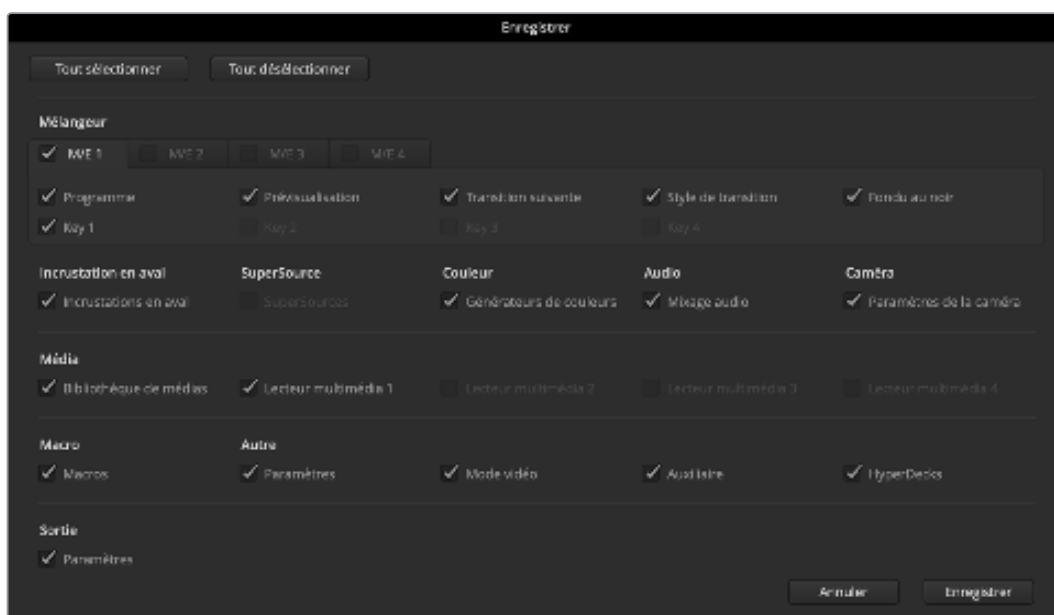 Enregistrer
Tout sélectionner Tout désélectionner
Mélangeur
M/E 1 M/E 2 M/E 3 M/E 4
Programme Prévisualisation Transition suivante Style de transition Fondu au noir
Key 1 Key 2 Key 3 Key 4
Incrustation en aval SuperSource Couleur Audio Caméra
Incrustations en aval SuperSources Générateurs de couleurs Mixage audio Paramètres de la caméra
Média
Bibliothèque de médias Lecteur multimédia 1 Lecteur multimédia 2 Lecteur multimédia 3 Lecteur multimédia 4
Macro Autre
Macros Paramètres Mode vidéo Auxiliaire HyperDecks
Sortie
Paramètres
Annuler Enregistrer